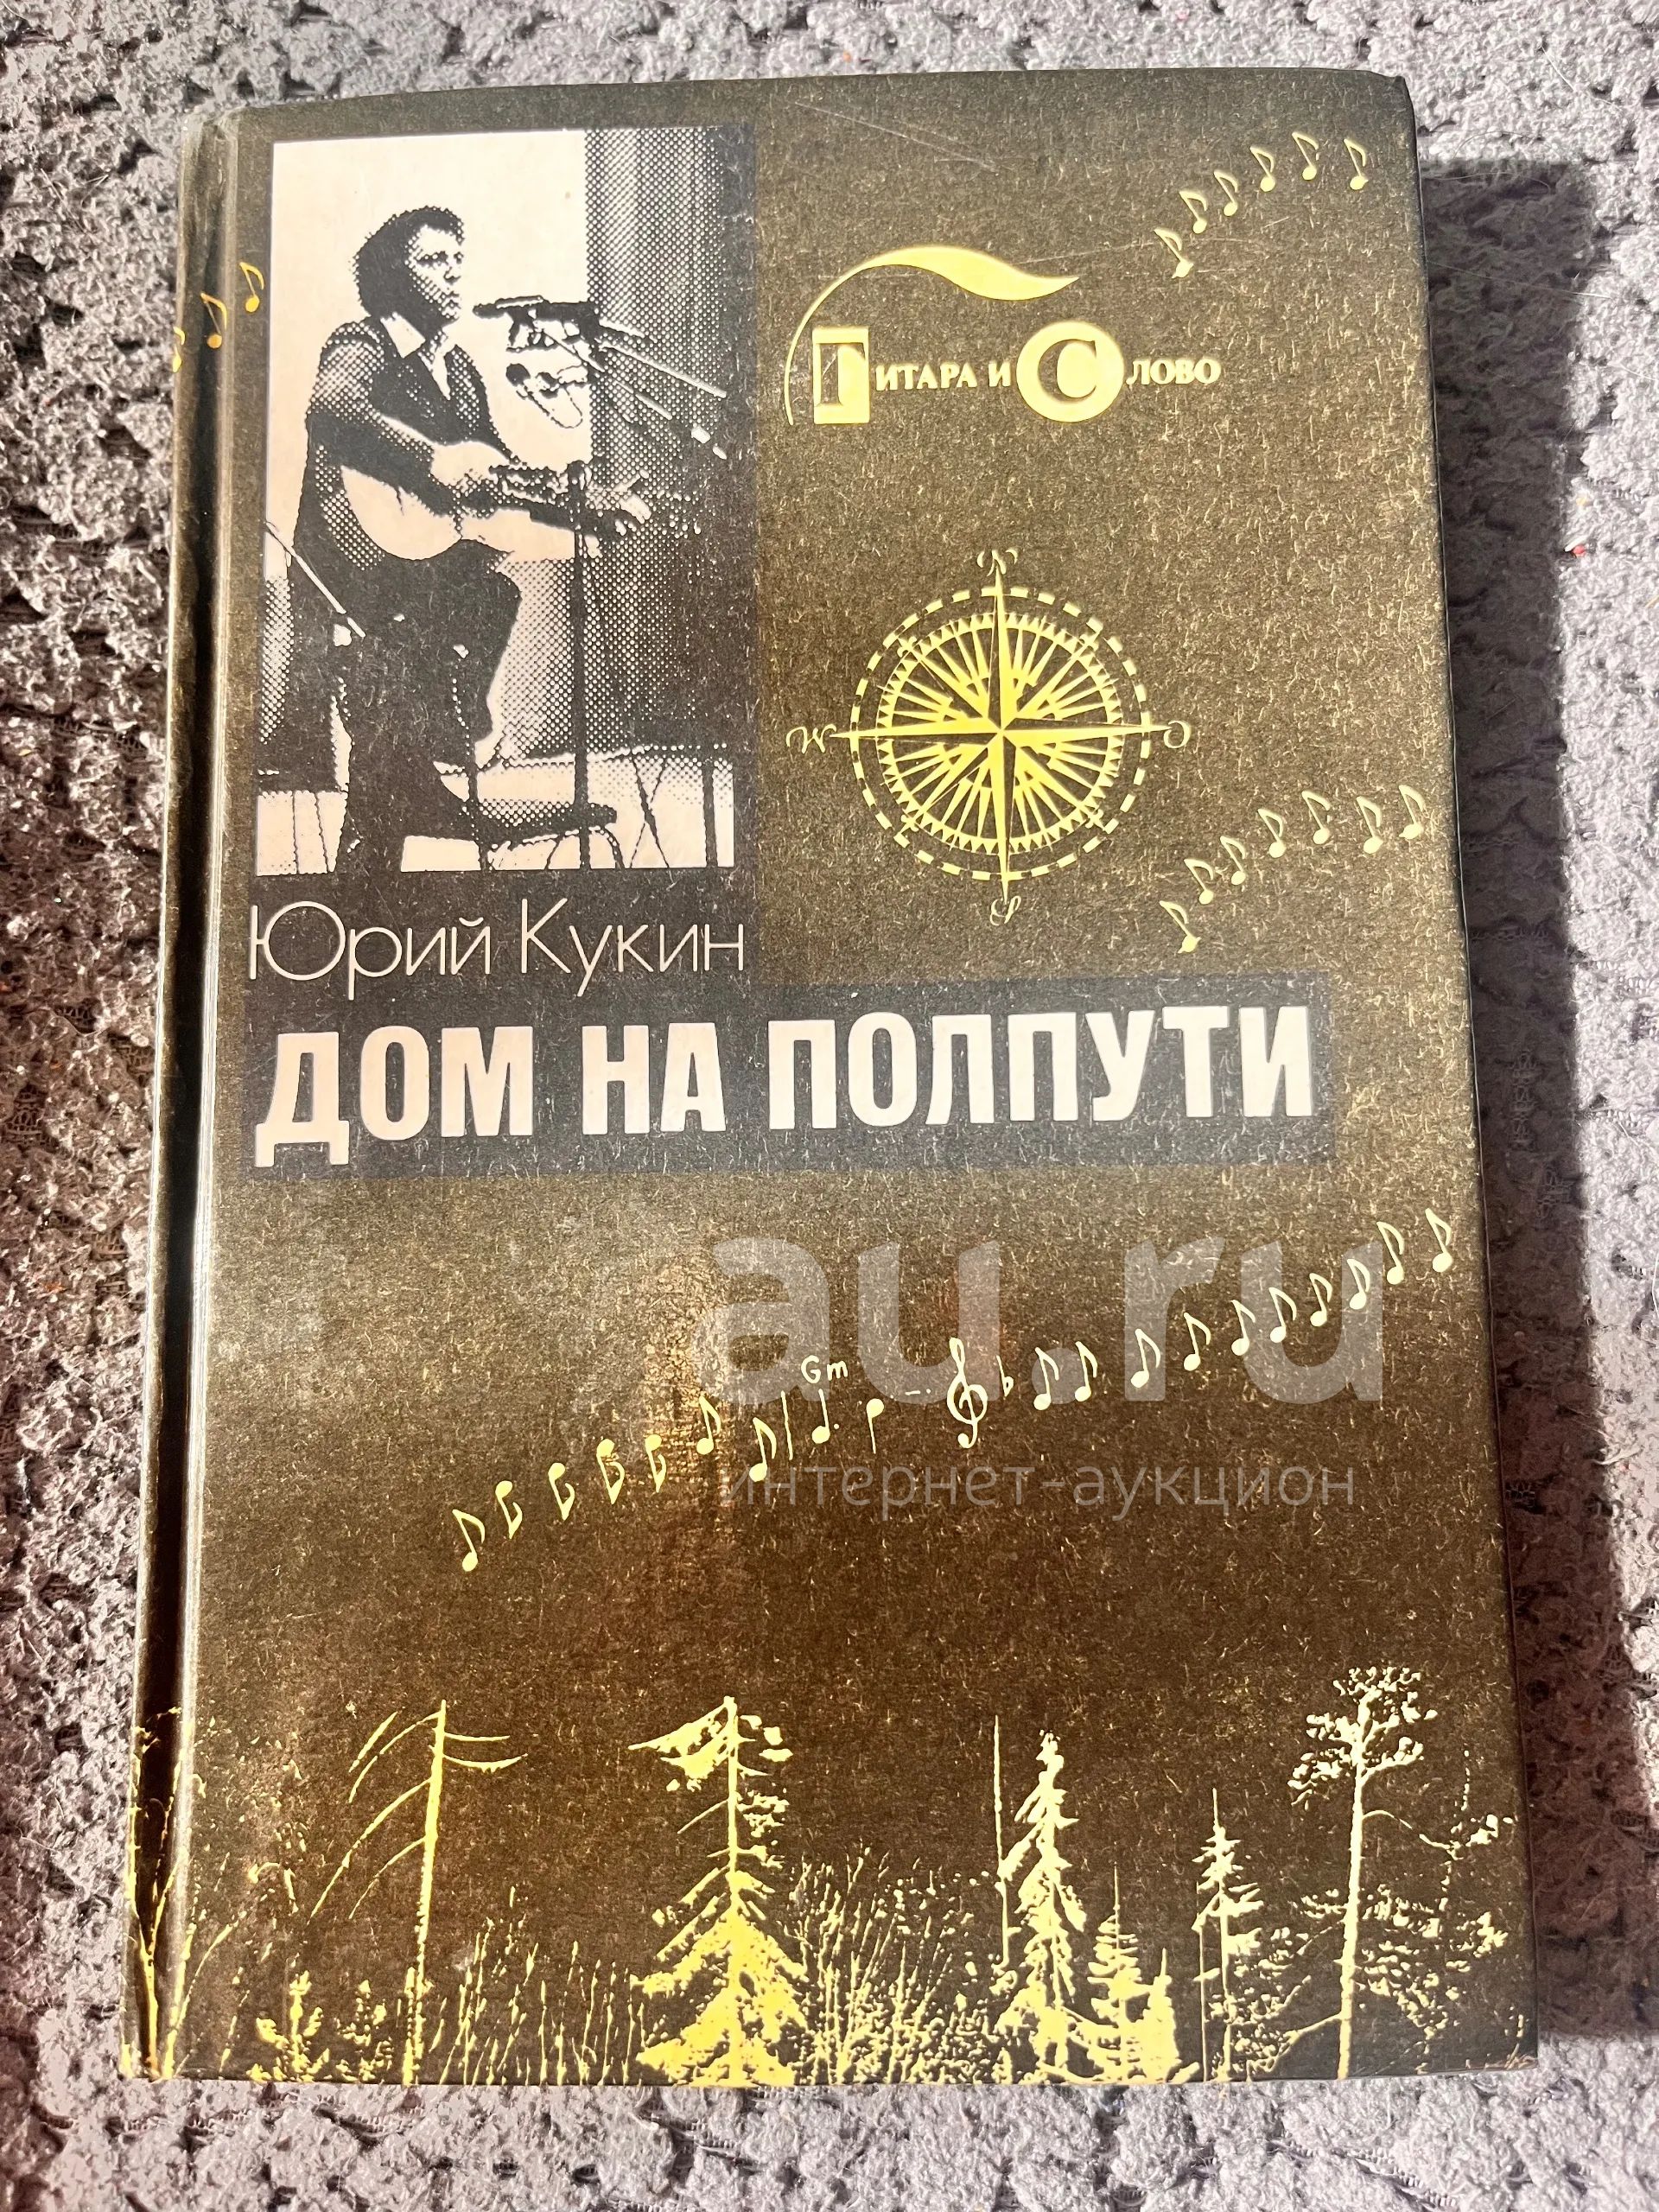 Гитара и Слово
N
W
O
S
Юрий Кукин
ДОМ НА ПОЛПУТИ
au.ru
Gm
интернет-аукцион